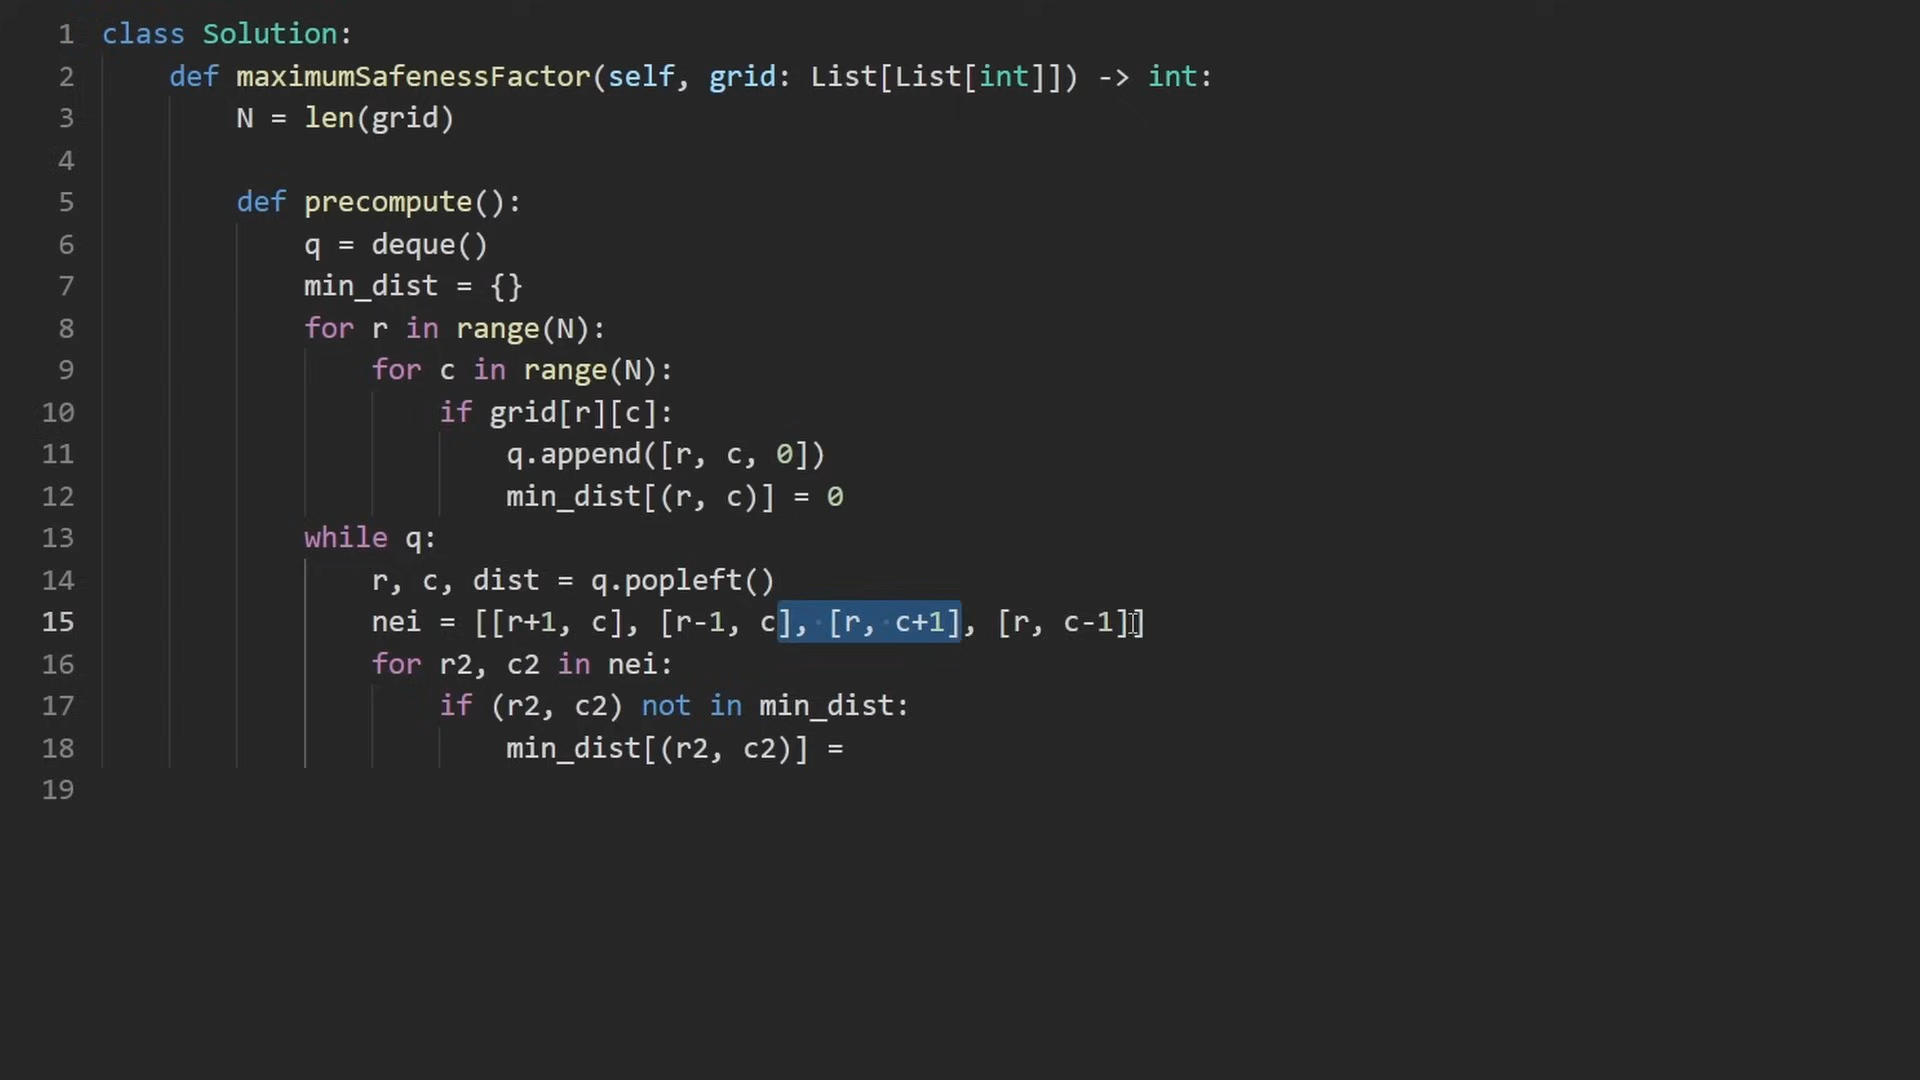 1 class Solution:
2 def maximumSafenessFactor(self, grid: List[List[int]]) -> int:
3 N = len(grid)
4
5 def precompute():
6 q = deque()
7 min_dist = {}
8 for r in range(N):
9 for c in range(N):
10 if grid[r][c]:
11 q.append([r, c, 0])
12 min_dist[(r, c)] = 0
13 while q:
14 r, c, dist = q.popleft()
15 nei = [[r+1, c], [r-1, c], [r, c+1], [r, c-1]]
16 for r2, c2 in nei:
17 if (r2, c2) not in min_dist:
18 min_dist[(r2, c2)] =
19